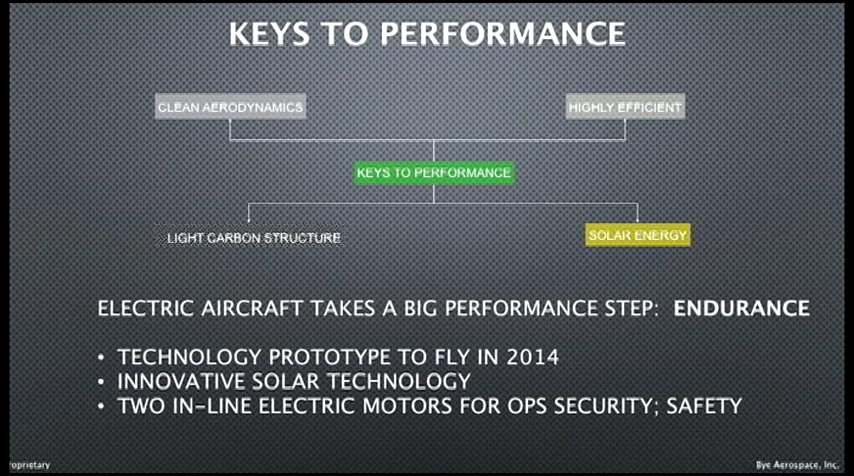 KEYS TO PERFORMANCE
CLEAN AERODYNAMICS
HIGHLY EFFICIENT
KEYS TO PERFORMANCE
LIGHT CARBON STRUCTURE
SOLAR ENERGY
ELECTRIC AIRCRAFT TAKES A BIG PERFORMANCE STEP: ENDURANCE
• TECHNOLOGY PROTOTYPE TO FLY IN 2014
• INNOVATIVE SOLAR TECHNOLOGY
• TWO IN-LINE ELECTRIC MOTORS FOR OPS SECURITY; SAFETY
roprietary
Bye Aerospace, Inc.